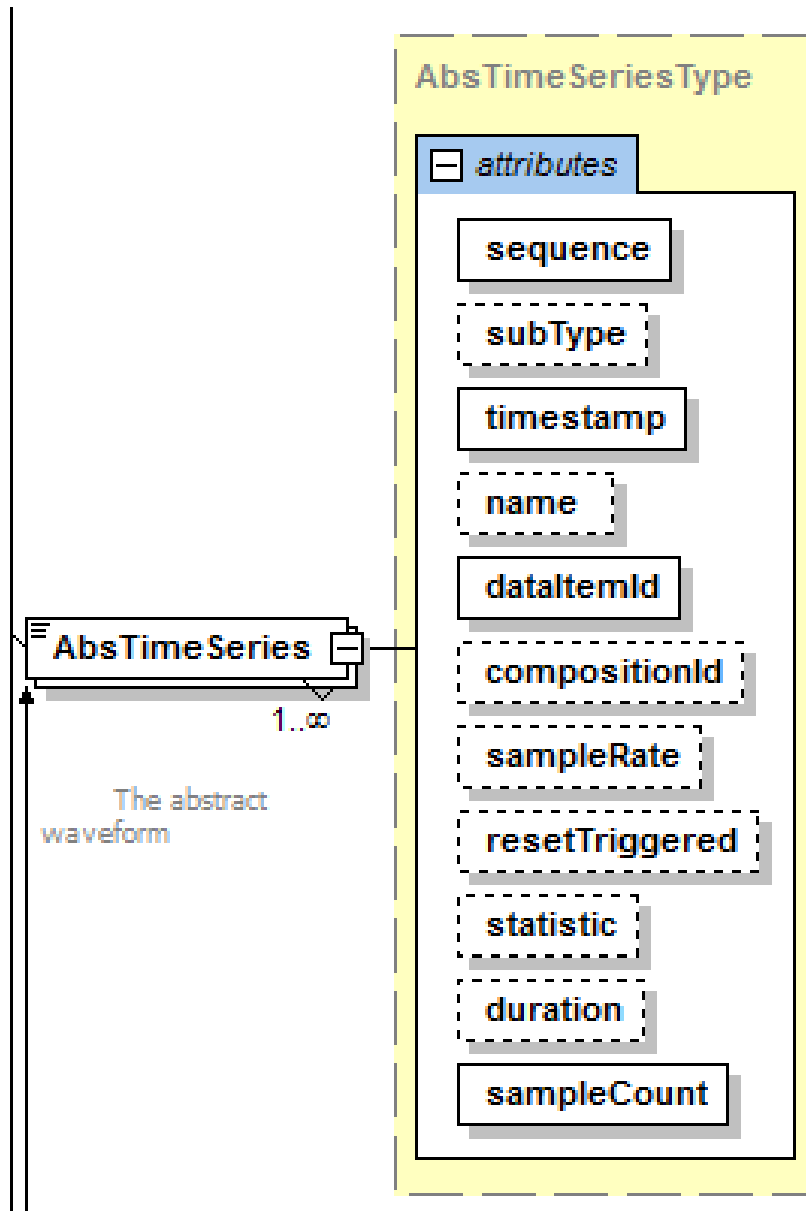 AbsTimeSeriesType
attributes
sequence
subType
timestamp
name
dataItemId
AbsTimeSeries
compositionId
1..∞
sampleRate
The abstract
waveform
resetTriggered
statistic
duration
sampleCount